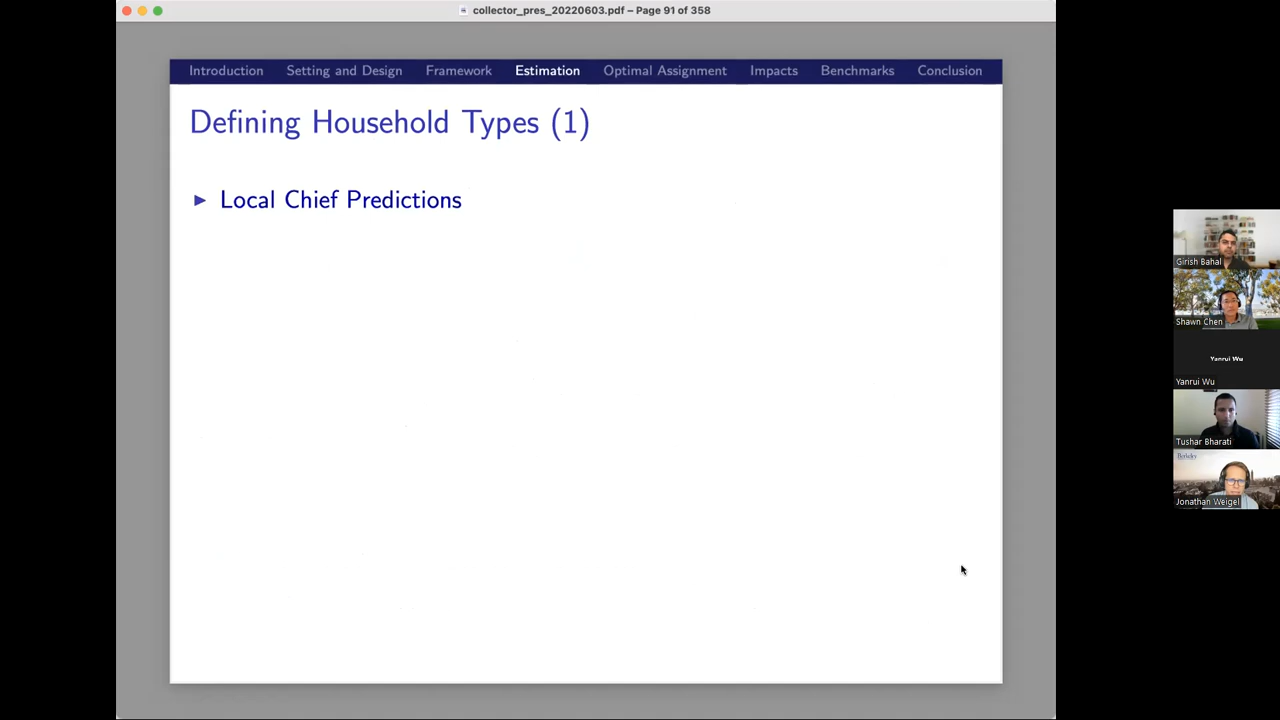 collector_pres_20220603.pdf – Page 91 of 358
Introduction Setting and Design Framework Estimation Optimal Assignment Impacts Benchmarks Conclusion
Defining Household Types (1)
► Local Chief Predictions
Girish Bahal
Shawn Chen
Yanrui Wu
Yanrui Wu
Tushar Bharati
Berkeley
Jonathan Weigel